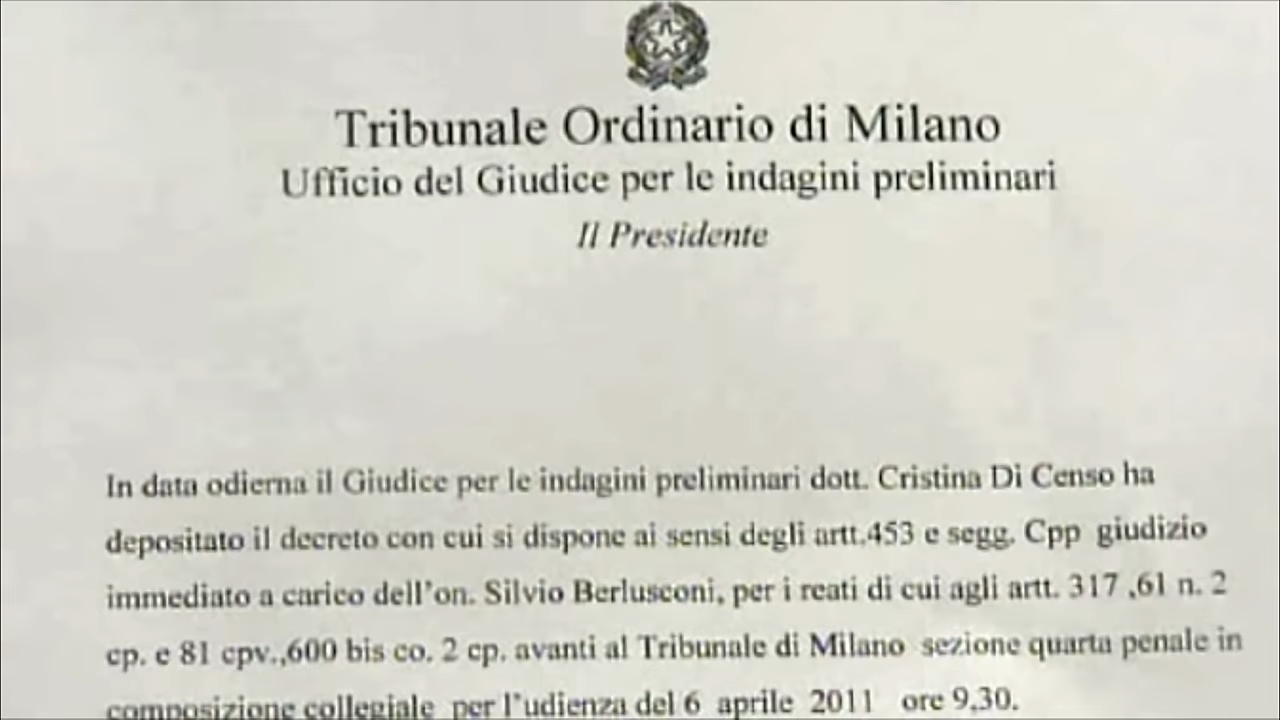 Tribunale Ordinario di Milano
Ufficio del Giudice per le indagini preliminari
Il Presidente
In data odierna il Giudice per le indagini preliminari dott. Cristina Di Censo ha
depositato il decreto con cui si dispone ai sensi degli artt.453 e segg. Cpp giudizio
immediato a carico dell'on. Silvio Berlusconi, per i reati di cui agli artt. 317 ,61 n. 2
cp. e 81 cpv.,600 bis co. 2 cp. avanti al Tribunale di Milano sezione quarta penale in
composizione collegiale per l'udienza del 6 aprile 2011 ore 9,30.